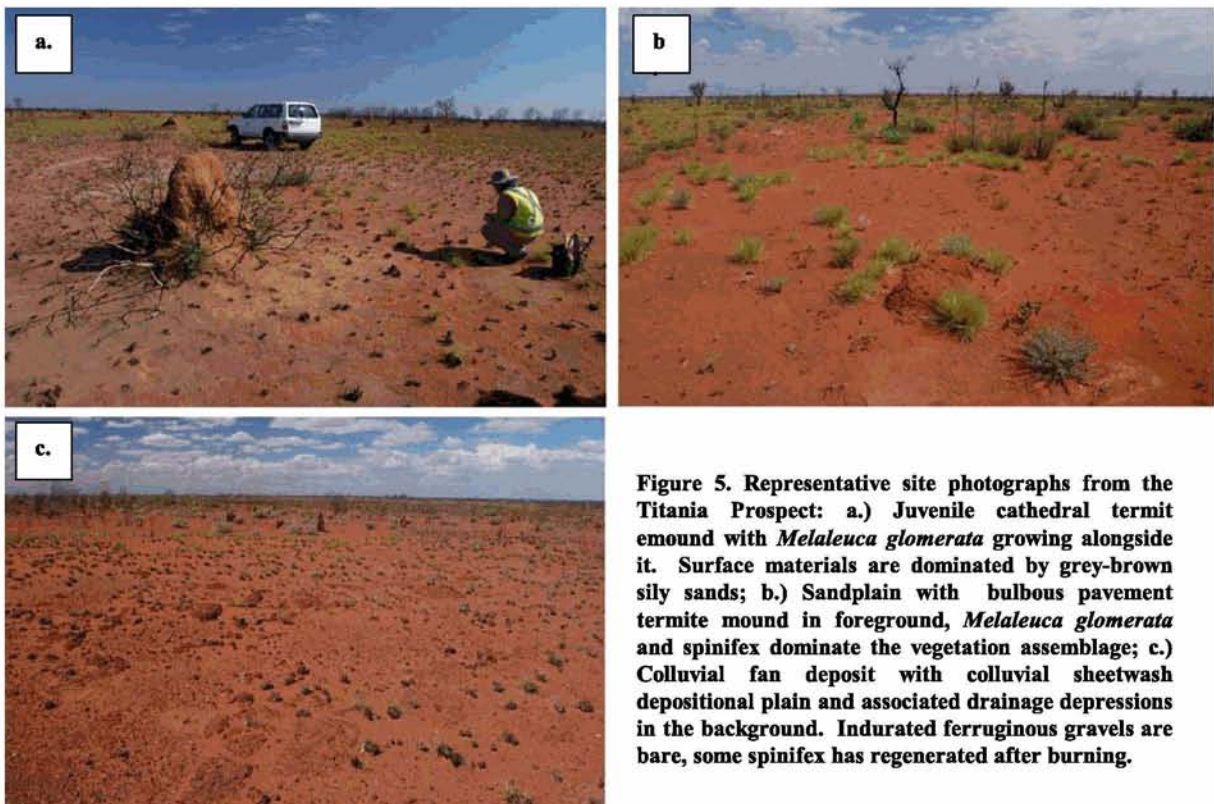 a.
b
c.
Figure 5. Representative site photographs from the
Titania Prospect: a.) Juvenile cathedral termit
emound with Melaleuca glomerata growing alongside
it. Surface materials are dominated by grey-brown
sily sands; b.) Sandplain with bulbous pavement
termite mound in foreground, Melaleuca glomerata
and spinifex dominate the vegetation assemblage; c.)
Colluvial fan deposit with colluvial sheetwash
depositional plain and associated drainage depressions
in the background. Indurated ferruginous gravels are
bare, some spinifex has regenerated after burning.